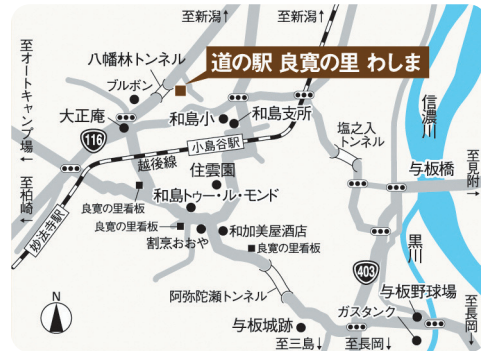 至新潟↑
至新潟↑
至オートキャンプ場
←
八幡林トンネル
ブルボン
道の駅 良寛の里 わしま
大正庵
和島小
和島支所
116
小島谷駅
越後線
塩之入
トンネル
信濃川
至見附
→
与板橋
至柏崎
←
妙法寺駅
住雲園
良寛の里看板
和島トゥー・ル・モンド
良寛の里看板
割烹おおや
和加美屋酒店
良寛の里看板
黒川
403
阿弥陀瀬トンネル
与板野球場
ガスタンク
N
与板城跡
至三島↓
至長岡↓
至長岡
→